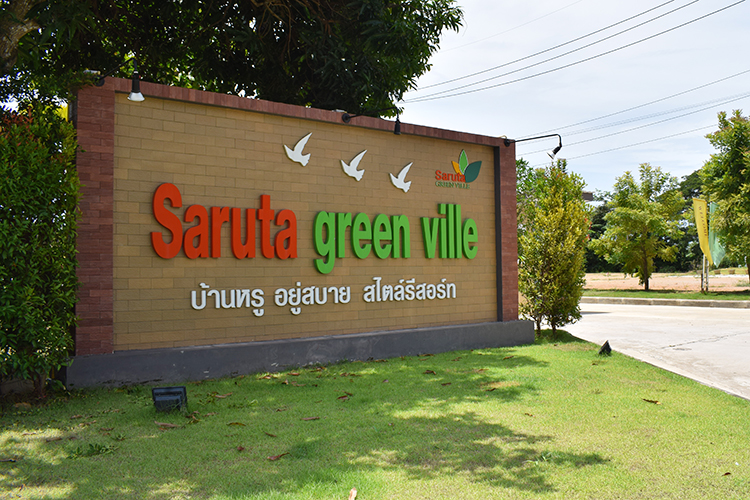 Saruta
GREEN VILLE
Saruta green ville
บ้านหรู อยู่สบาย สไตล์รีสอร์ท